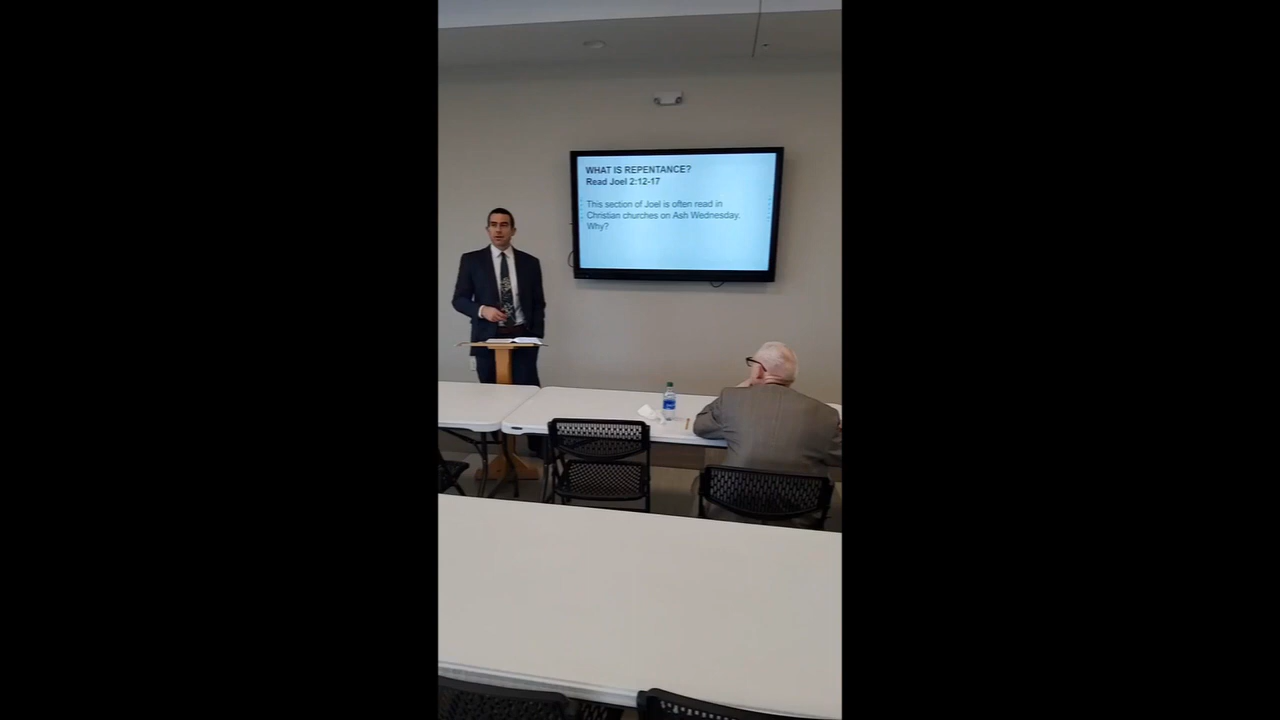 WHAT IS REPENTANCE?
Read Joel 2:12-17
This section of Joel is often read in
Christian churches on Ash Wednesday.
Why?